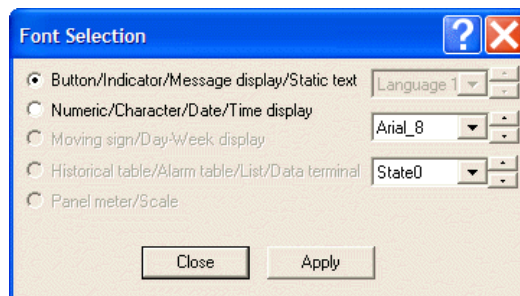 Font Selection
Button/Indicator/Message display/Static text
Language 1
Numeric/Character/Date/Time display
Arial_8
Moving sign/Day-Week display
Historical table/Alarm table/List/Data terminal
State0
Panel meter/Scale
Close
Apply